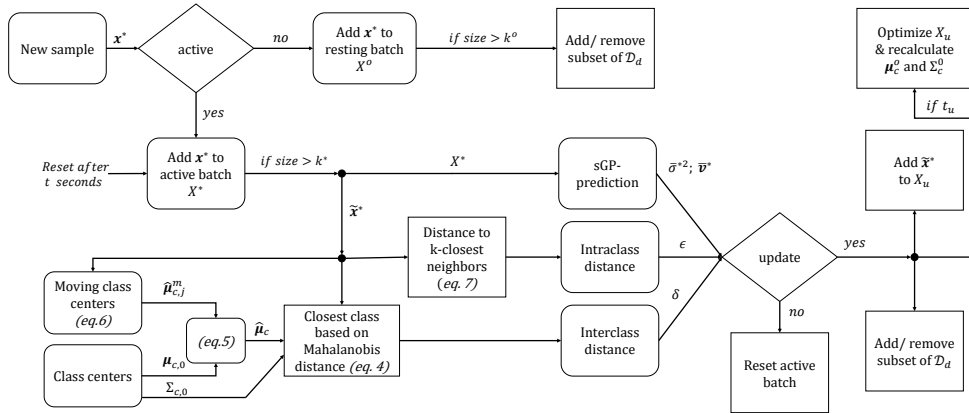 New sample
𝒙*
active
no
Add 𝒙* to
resting batch
X^o
if size > k^o
Add/ remove
subset of 𝒟_d
Optimize X_u
& recalculate
𝝁_c^o and Σ_c^0
if t_u
yes
Reset after
t seconds
Add 𝒙* to
active batch
X*
if size > k*
X*
sGP-
prediction
σ̅*²; 𝒗̅*
Add 𝒙̃*
to X_u
𝒙̃*
Distance to
k-closest
neighbors
(eq. 7)
Intraclass
distance
ϵ
update
yes
Moving class
centers
(eq.6)
𝝁̂_{c,j}^m
(eq.5)
𝝁̂_c
Closest class
based on
Mahalanobis
distance (eq. 4)
Interclass
distance
δ
no
Class centers
𝝁_{c,0}
Σ_{c,0}
Reset active
batch
Add/ remove
subset of 𝒟_d